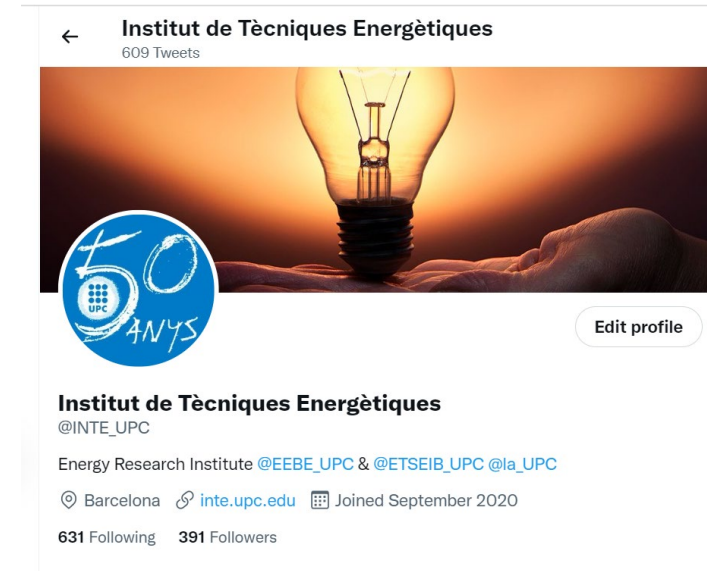 Institut de Tècniques Energètiques
609 Tweets
50
UPC
ANYS
Edit profile
Institut de Tècniques Energètiques
@INTE_UPC
Energy Research Institute @EEBE_UPC & @ETSEIB_UPC @la_UPC
Barcelona inte.upc.edu Joined September 2020
631 Following 391 Followers